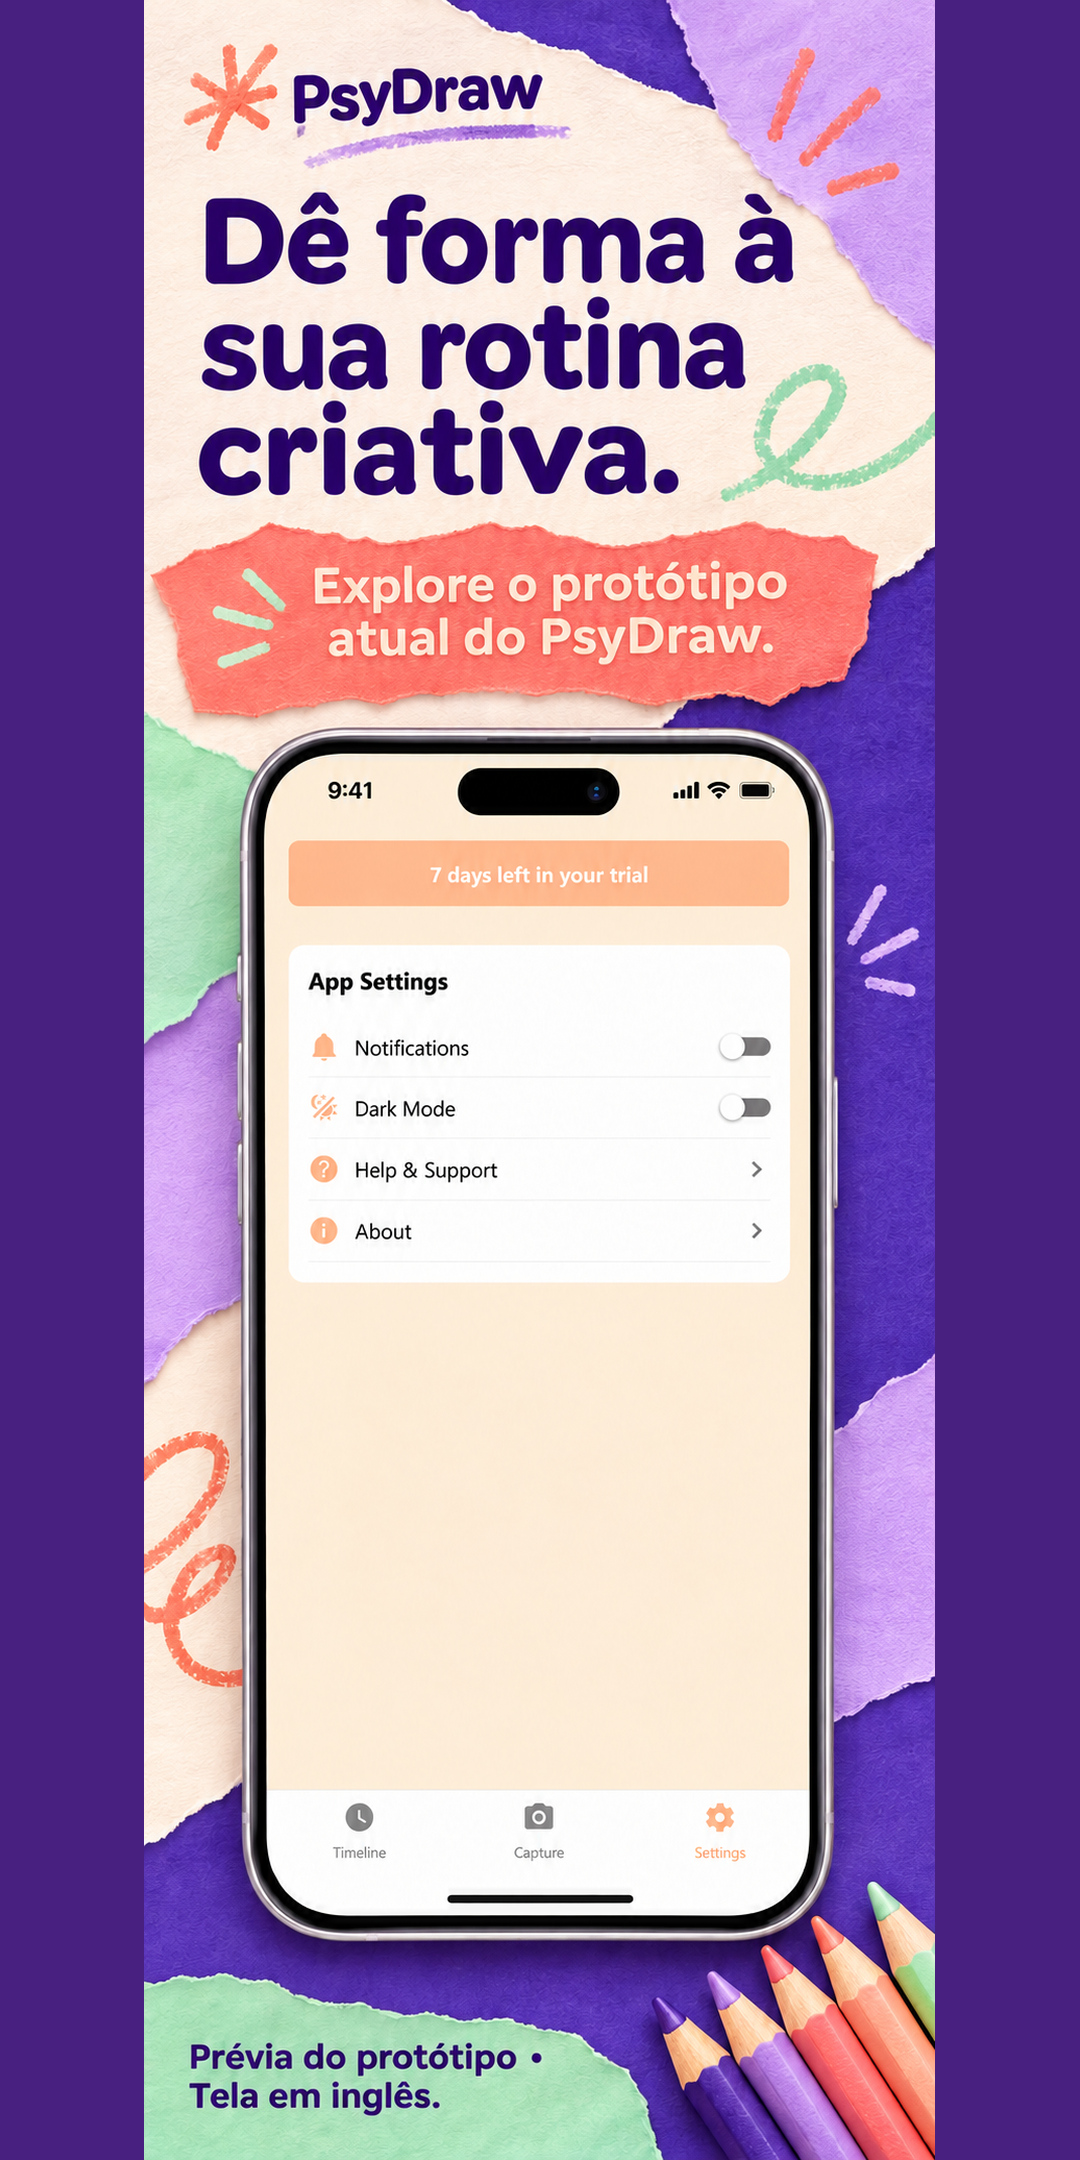 PsyDraw
Dê forma à
sua rotina
criativa.
Explore o protótipo
atual do PsyDraw.
9:41
7 days left in your trial
App Settings
Notifications
Dark Mode
Help & Support
About
Timeline
Capture
Settings
Prévia do protótipo •
Tela em inglês.